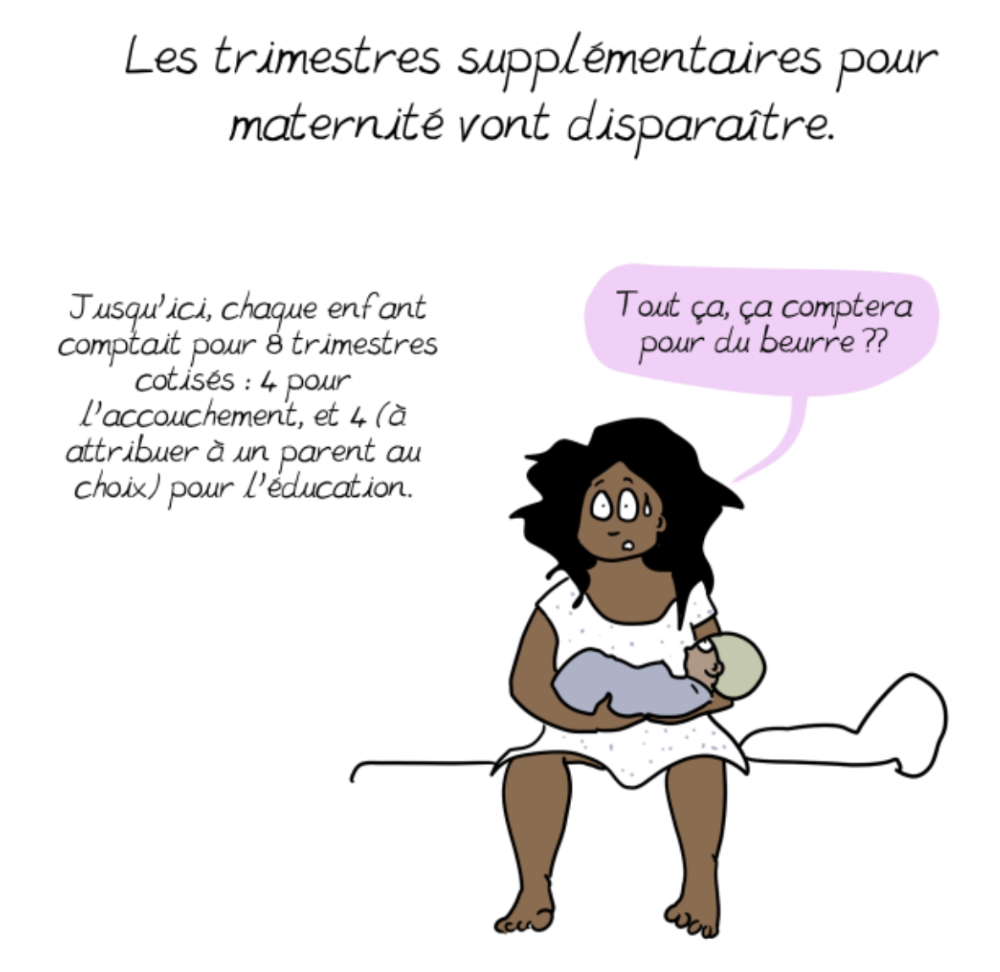 Les trimestres supplémentaires pour
maternité vont disparaître.
Jusqu'ici, chaque enfant
comptait pour 8 trimestres
cotisés : 4 pour
l'accouchement, et 4 (à
attribuer à un parent au
choix) pour l'éducation.
Tout ça, ça comptera
pour du beurre ??